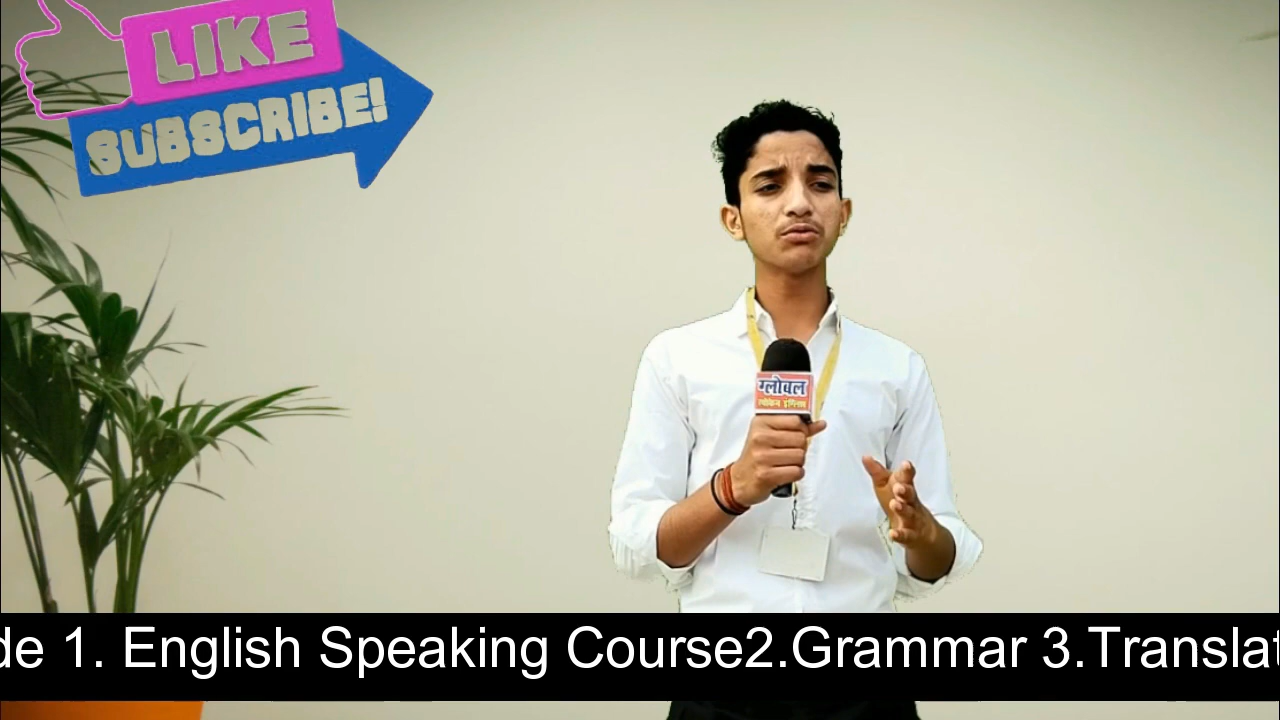 LIKE
SUBSCRIBE!
ग्लोबल
de 1. English Speaking Course2.Grammar 3.Translat